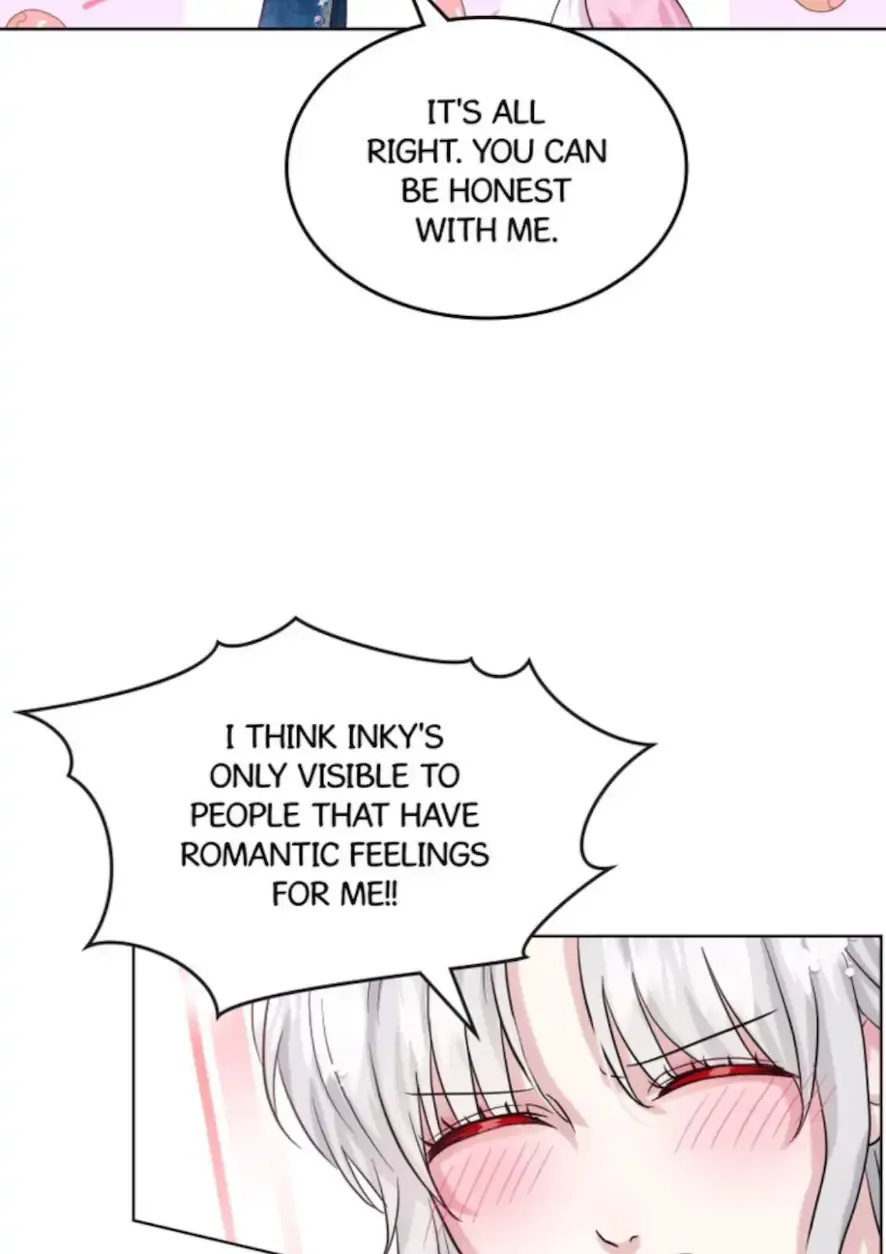 IT'S ALL
RIGHT. YOU CAN
BE HONEST
WITH ME.
I THINK INKY'S
ONLY VISIBLE TO
PEOPLE THAT HAVE
ROMANTIC FEELINGS
FOR ME!!